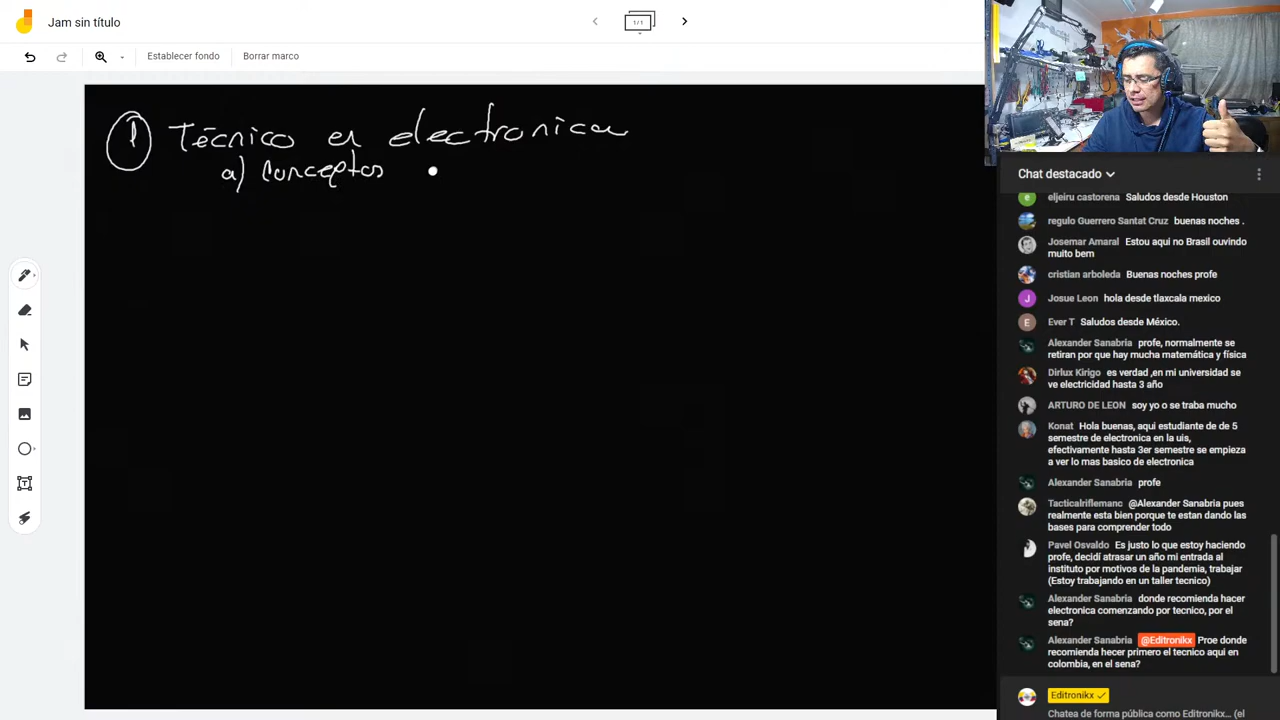 Jam sin título
1/1
Establecer fondo
Borrar marco
① Técnico en electronica
a) Conceptos
Chat destacado
eljeiru castorena Saludos desde Houston
regulo Guerrero Santat Cruz buenas noches .
Josemar Amaral Estou aqui no Brasil ouvindo
muito bem
cristian arboleda Buenas noches profe
Josue Leon hola desde tlaxcala mexico
Ever T Saludos desde México.
Alexander Sanabria profe, normalmente se
retiran por que hay mucha matemática y física
Dirlux Kirigo es verdad ,en mi universidad se
ve electricidad hasta 3 año
ARTURO DE LEON soy yo o se traba mucho
Konat Hola buenas, aqui estudiante de de 5
semestre de electronica en la uis,
efectivamente hasta 3er semestre se empieza
a ver lo mas basico de electronica
Alexander Sanabria profe
Tacticalriflemanc @Alexander Sanabria pues
realmente esta bien porque te estan dando las
bases para comprender todo
Pavel Osvaldo Es justo lo que estoy haciendo
profe, decidí atrasar un año mi entrada al
instituto por motivos de la pandemia, trabajar
(Estoy trabajando en un taller tecnico)
Alexander Sanabria donde recomienda hacer
electronica comenzando por tecnico, por el
sena?
Alexander Sanabria @Editronikx Proe donde
recomienda hacer primero el tecnico aqui en
colombia, en el sena?
Editronikx
Chatea de forma pública como Editronikx... (el